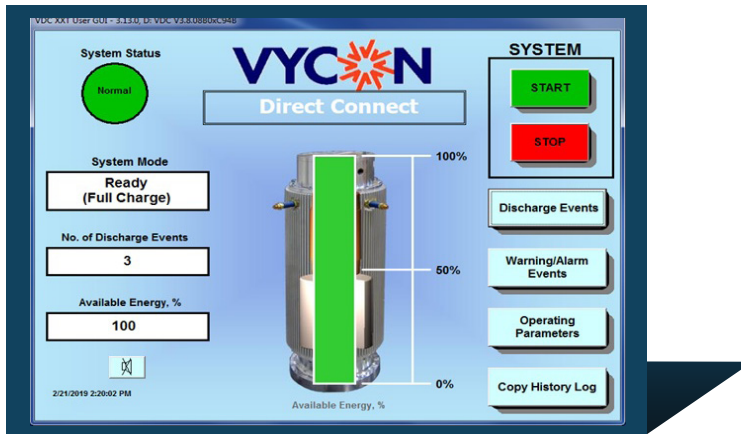 VDC XXT User GUI - 3.13.0, D: VDC V3.8.08B0xC94B
System Status
Normal
VYCON
Direct Connect
SYSTEM
START
STOP
System Mode
Ready
(Full Charge)
No. of Discharge Events
3
Available Energy, %
100
2/21/2019 2:20:02 PM
100%
50%
0%
Available Energy, %
Discharge Events
Warning/Alarm
Events
Operating
Parameters
Copy History Log